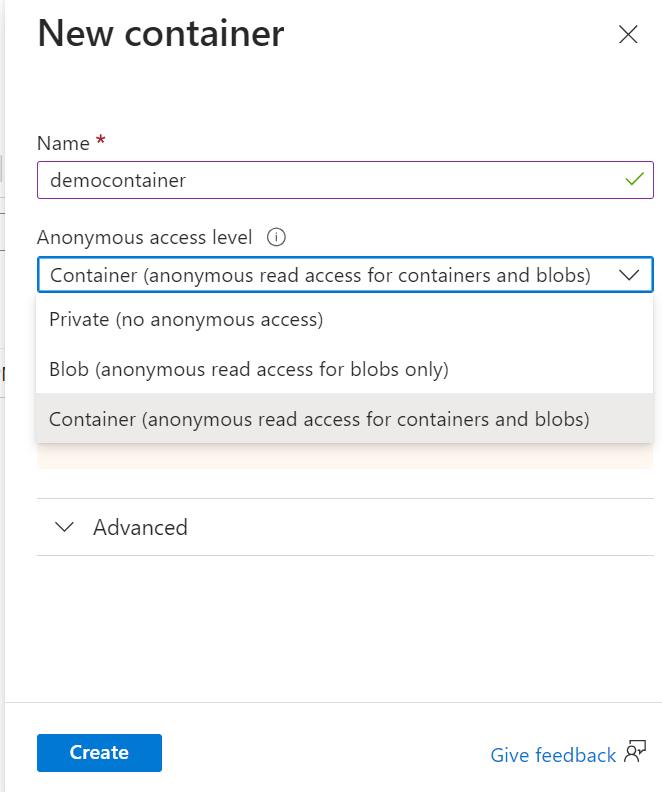 New container
Name *
democontainer
Anonymous access level
Container (anonymous read access for containers and blobs)
Private (no anonymous access)
Blob (anonymous read access for blobs only)
Container (anonymous read access for containers and blobs)
Advanced
Create
Give feedback